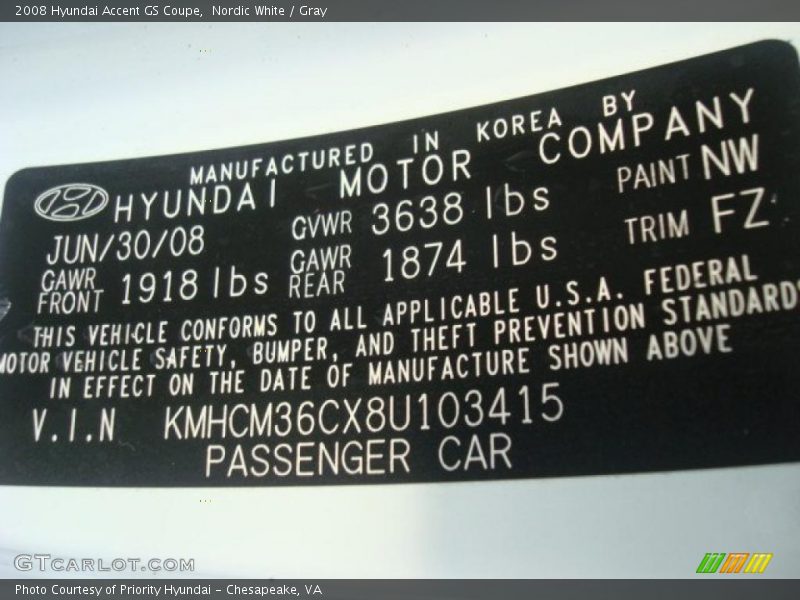 2008 Hyundai Accent GS Coupe,  Nordic White / Gray
MANUFACTURED IN KOREA BY
HYUNDAI MOTOR COMPANY
JUN/30/08 GVWR 3638 lbs PAINT NW
GAWR FRONT 1918 lbs GAWR REAR 1874 lbs TRIM FZ
THIS VEHICLE CONFORMS TO ALL APPLICABLE U.S.A. FEDERAL
MOTOR VEHICLE SAFETY, BUMPER, AND THEFT PREVENTION STANDARDS
IN EFFECT ON THE DATE OF MANUFACTURE SHOWN ABOVE
V.I.N KMHCM36CX8U103415
PASSENGER CAR
GTCARLOT.COM
Photo Courtesy of Priority Hyundai - Chesapeake, VA